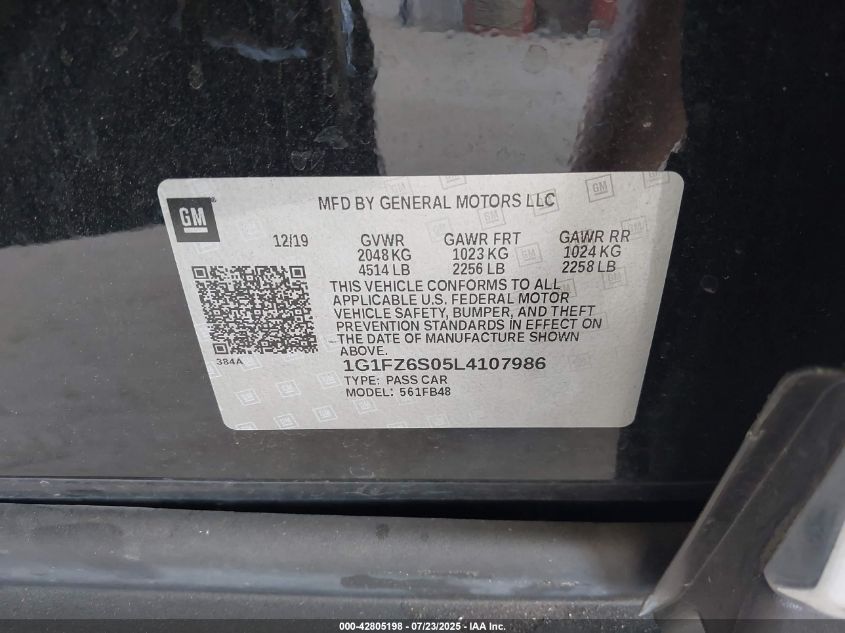 GM
MFD BY GENERAL MOTORS LLC
12/19 GVWR GAWR FRT GAWR RR
2048 KG 1023 KG 1024 KG
4514 LB 2256 LB 2258 LB
THIS VEHICLE CONFORMS TO ALL
APPLICABLE U.S. FEDERAL MOTOR
VEHICLE SAFETY, BUMPER, AND THEFT
PREVENTION STANDARDS IN EFFECT ON
THE DATE OF MANUFACTURE SHOWN
ABOVE.
384A
1G1FZ6S05L4107986
TYPE: PASS CAR
MODEL: 561FB48
000-42805198 - 07/23/2025 - IAA Inc.